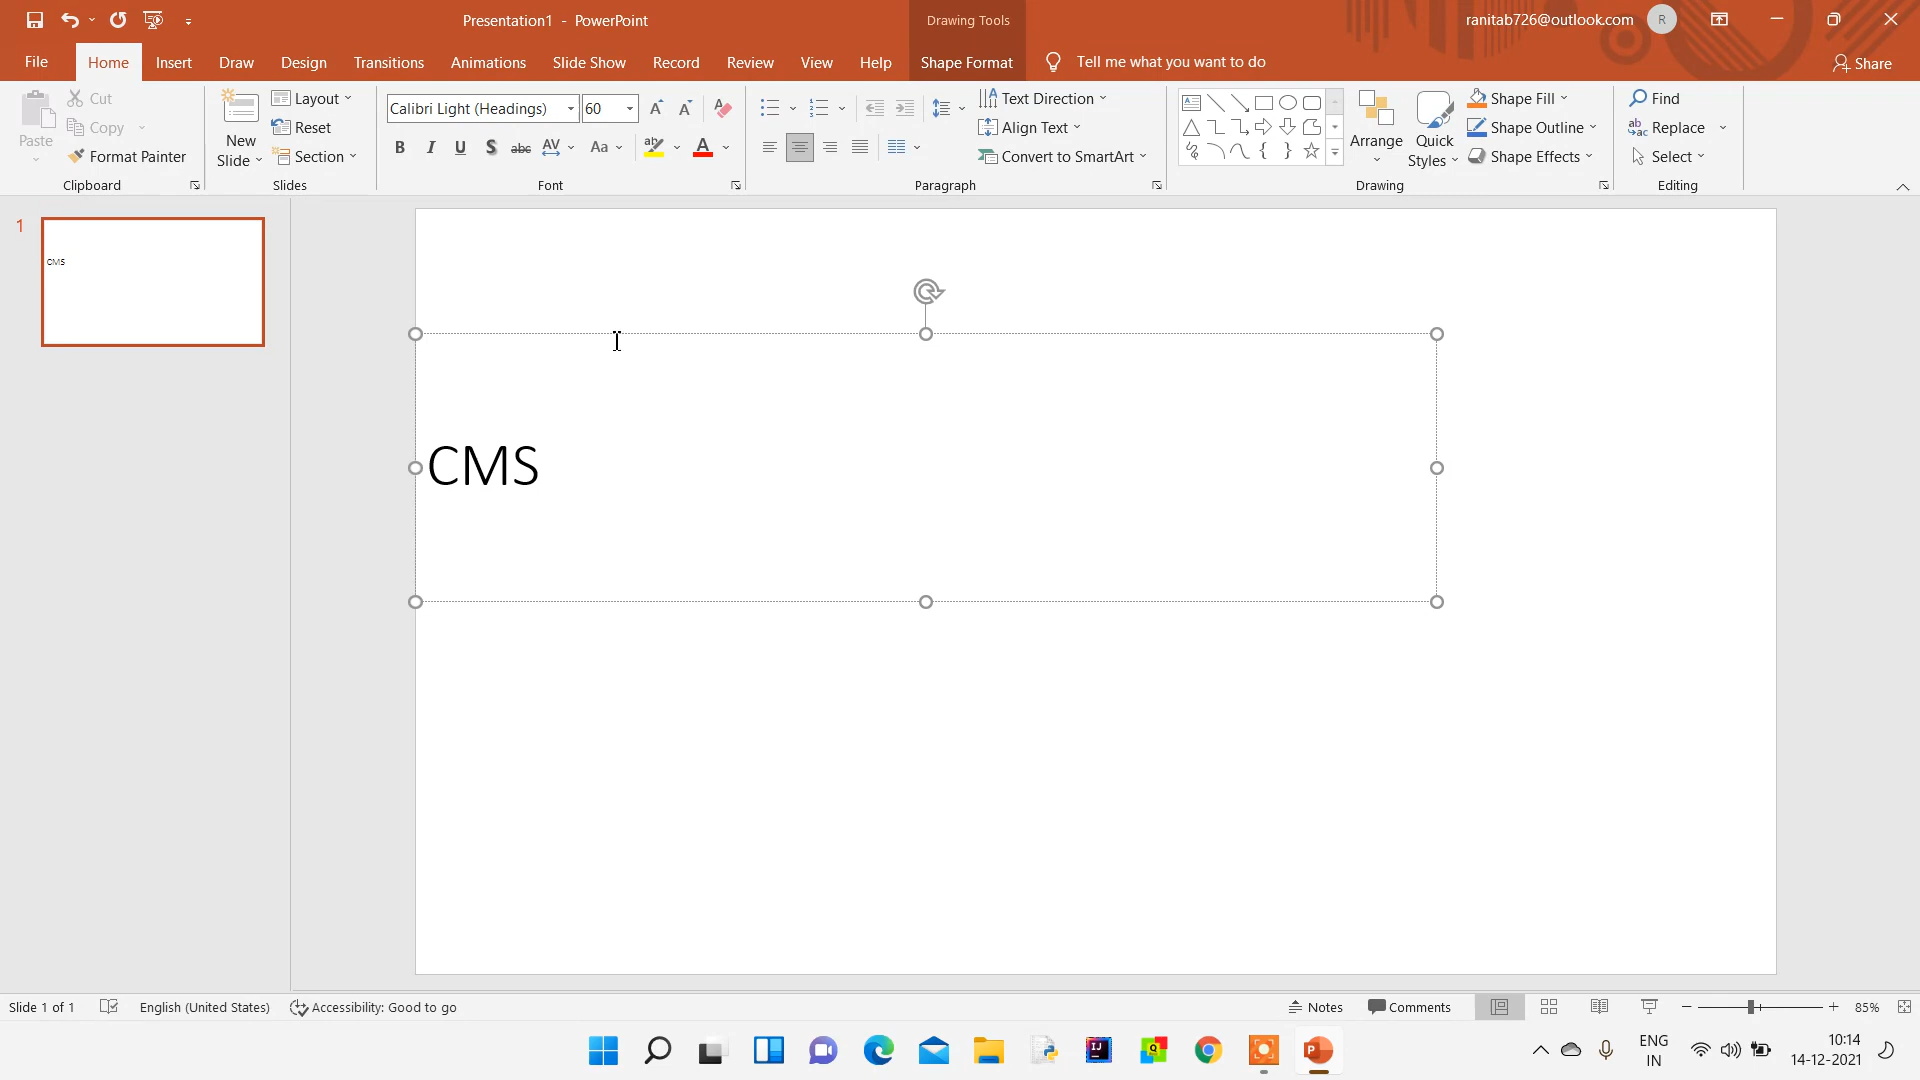 Presentation1 - PowerPoint
Drawing Tools
ranitab726@outlook.com
R
File Home Insert Draw Design Transitions Animations Slide Show Record Review View Help Shape Format Tell me what you want to do Share
Paste
Cut
Copy
Format Painter
Clipboard
New
Slide
Layout
Reset
Section
Slides
Calibri Light (Headings) 60
B I U S abc AV Aa A
Font
Text Direction
Align Text
Convert to SmartArt
Paragraph
Arrange
Quick
Styles
Shape Fill
Shape Outline
Shape Effects
Drawing
Find
Replace
Select
Editing
1
CMS
CMS
Slide 1 of 1 English (United States) Accessibility: Good to go Notes Comments 85%
ENG
IN
10:14
14-12-2021